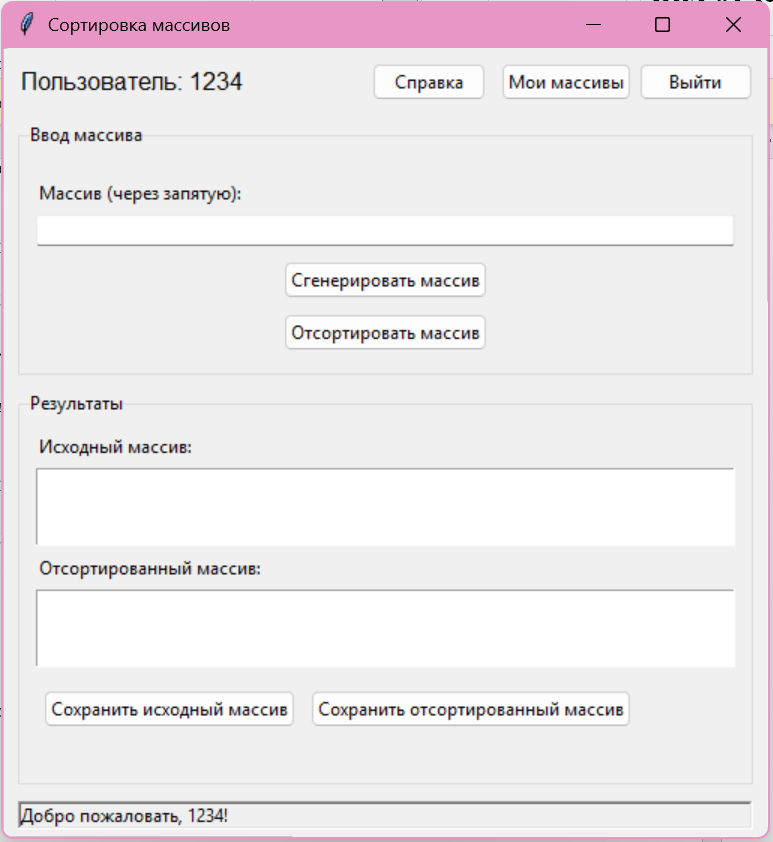 Сортировка массивов
Пользователь: 1234 Справка Мои массивы Выйти
Ввод массива
Массив (через запятую):
Сгенерировать массив
Отсортировать массив
Результаты
Исходный массив:
Отсортированный массив:
Сохранить исходный массив Сохранить отсортированный массив
Добро пожаловать, 1234!